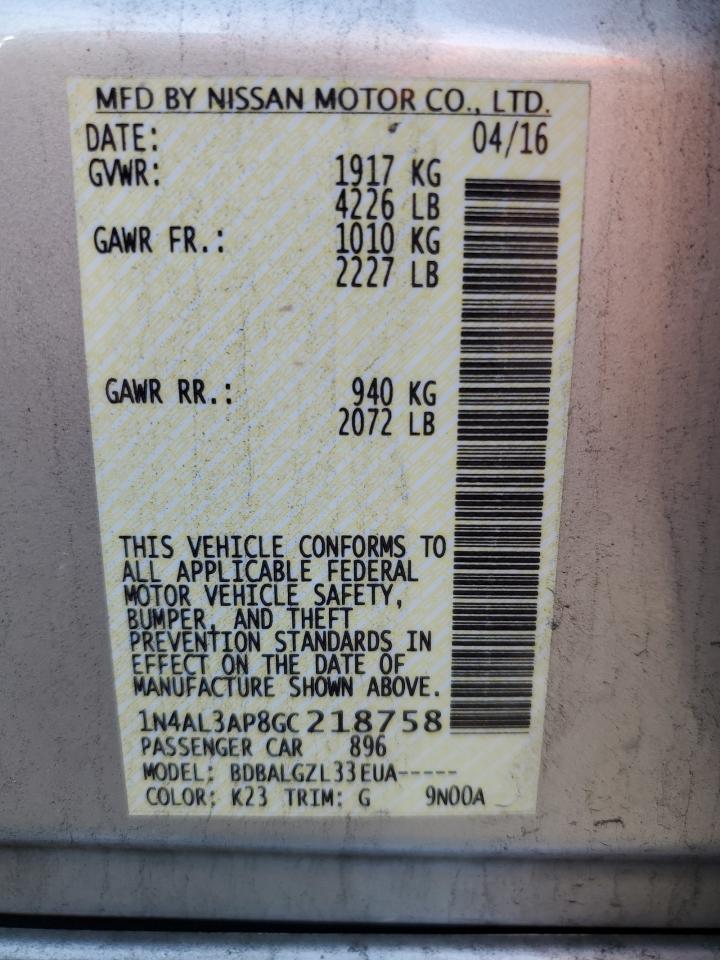 MFD BY NISSAN MOTOR CO., LTD.
DATE: 04/16
GVWR: 1917 KG
4226 LB
GAWR FR.: 1010 KG
2227 LB
GAWR RR.: 940 KG
2072 LB
THIS VEHICLE CONFORMS TO
ALL APPLICABLE FEDERAL
MOTOR VEHICLE SAFETY,
BUMPER, AND THEFT
PREVENTION STANDARDS IN
EFFECT ON THE DATE OF
MANUFACTURE SHOWN ABOVE.
1N4AL3AP8GC218758
PASSENGER CAR 896
MODEL: BDBALGZL33EUA-----
COLOR: K23 TRIM: G 9N00A